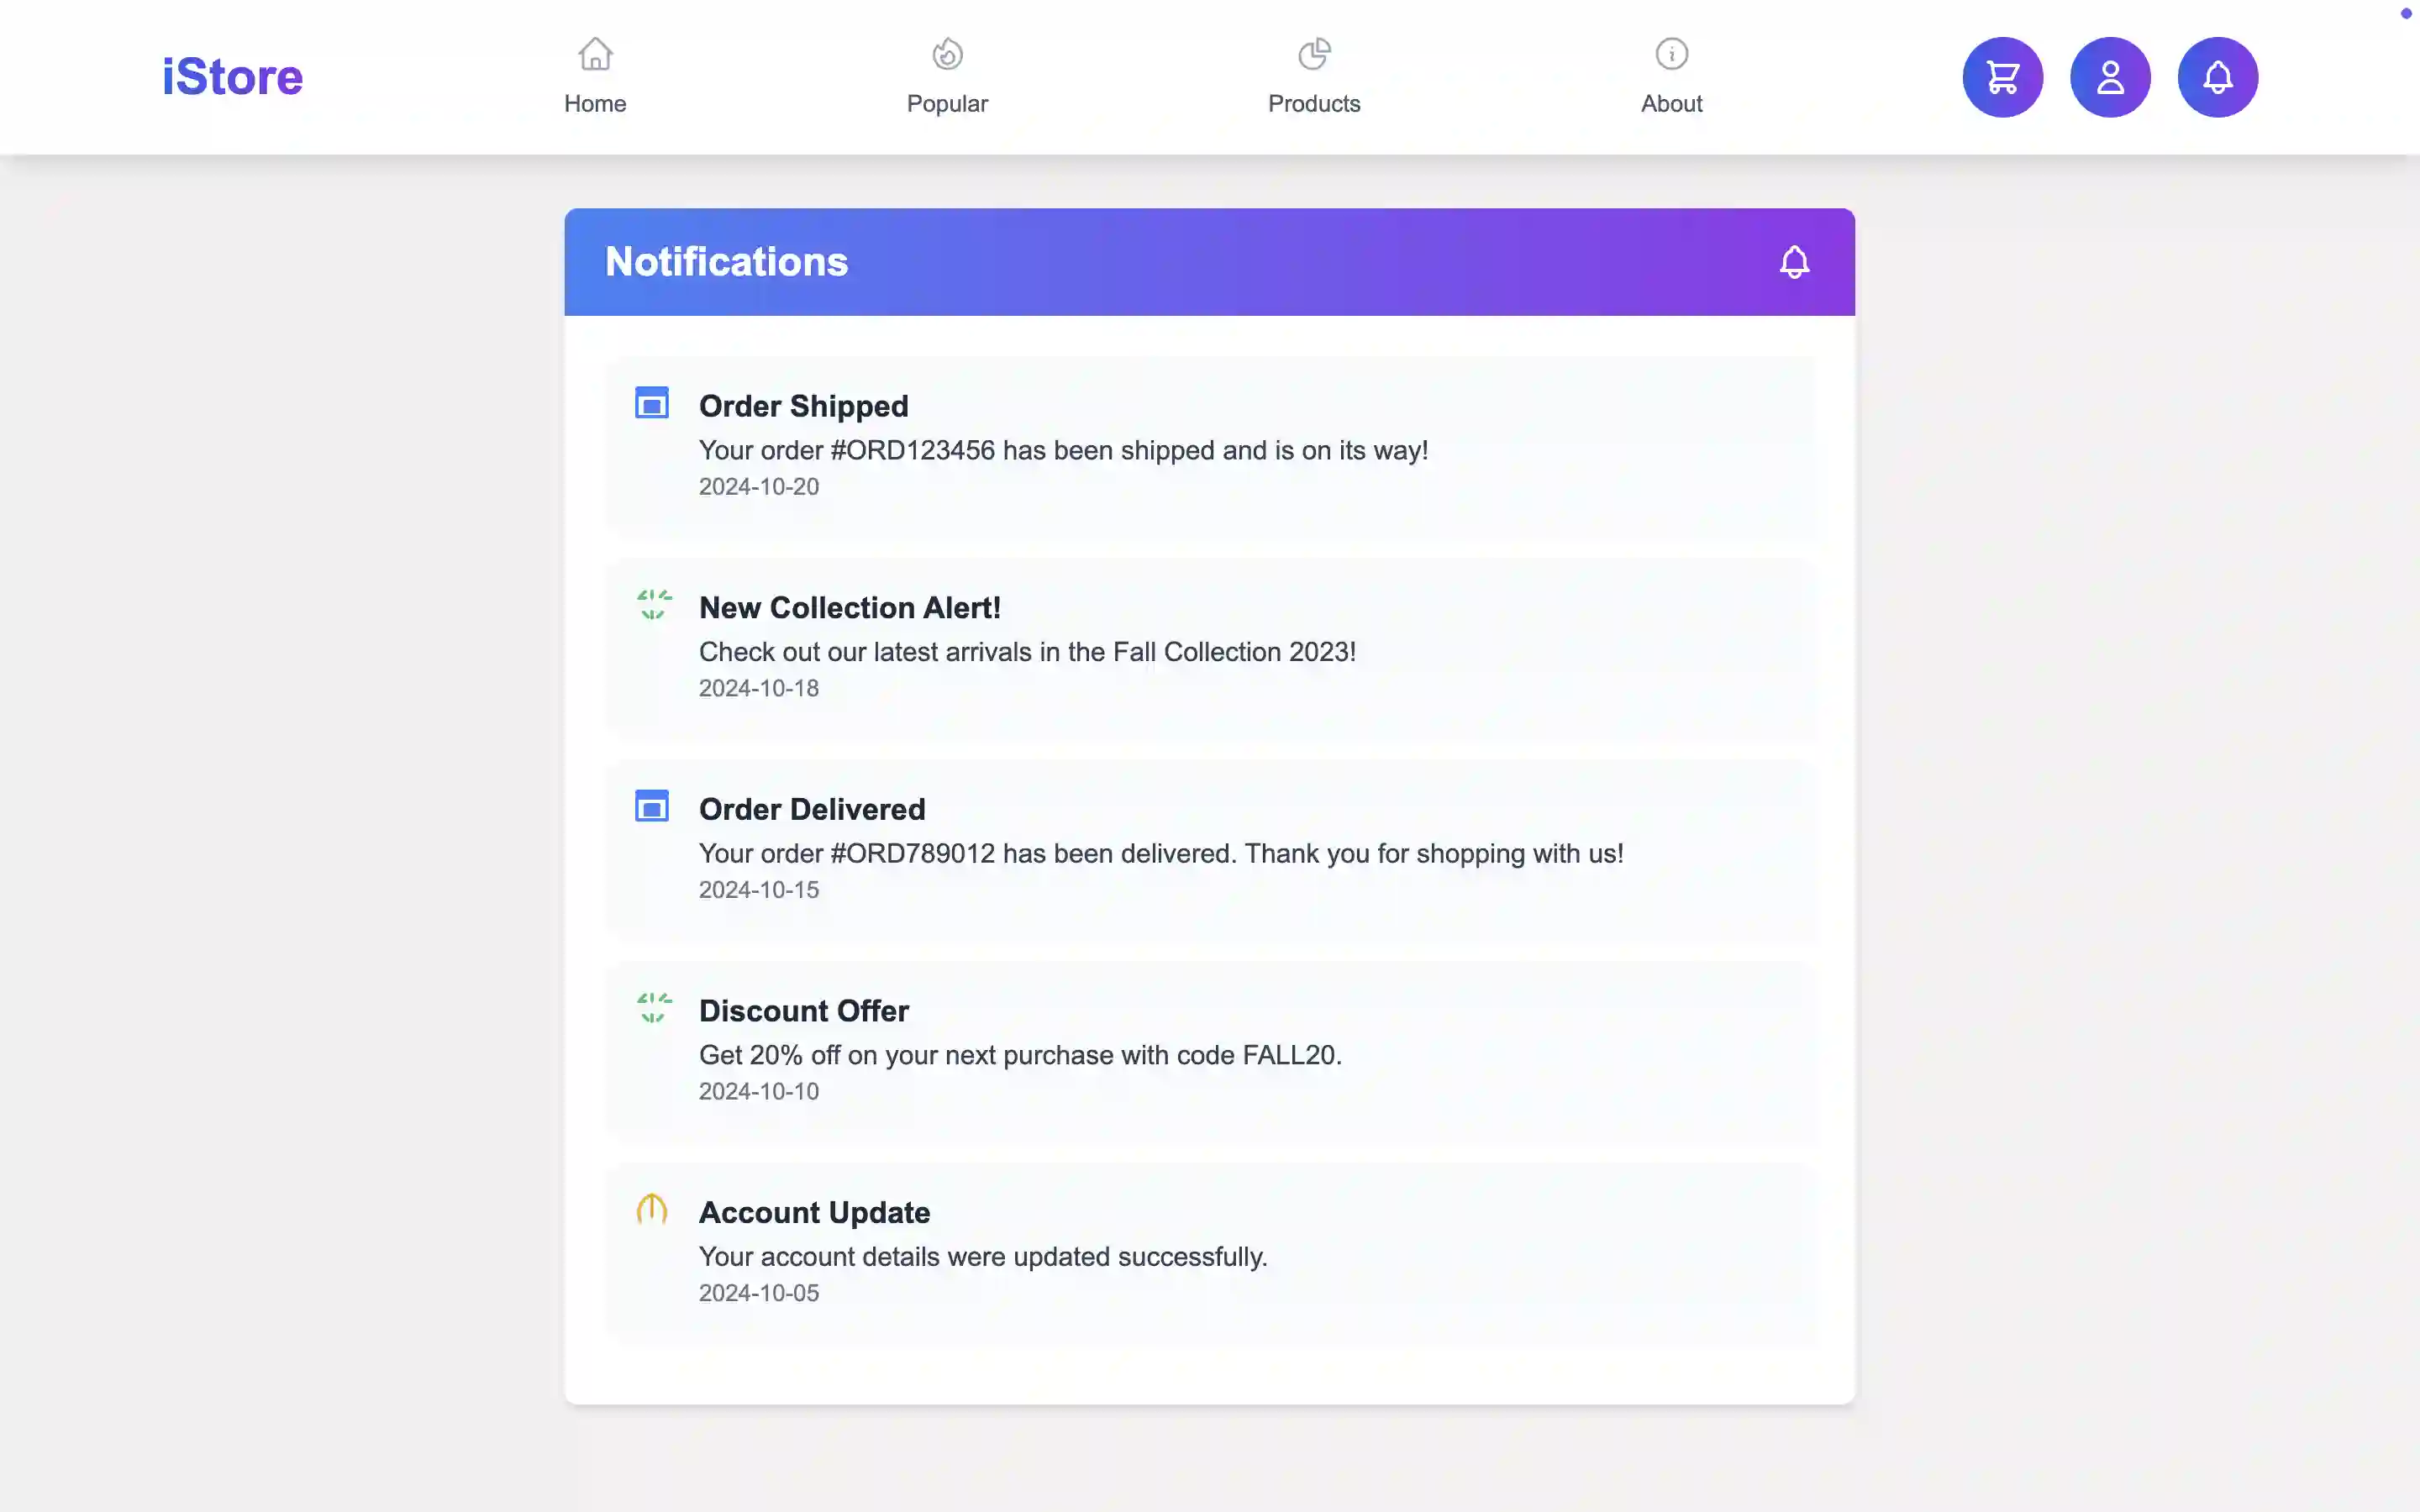 iStore
Home
Popular
Products
About
Notifications
Order Shipped
Your order #ORD123456 has been shipped and is on its way!
2024-10-20
New Collection Alert!
Check out our latest arrivals in the Fall Collection 2023!
2024-10-18
Order Delivered
Your order #ORD789012 has been delivered. Thank you for shopping with us!
2024-10-15
Discount Offer
Get 20% off on your next purchase with code FALL20.
2024-10-10
Account Update
Your account details were updated successfully.
2024-10-05